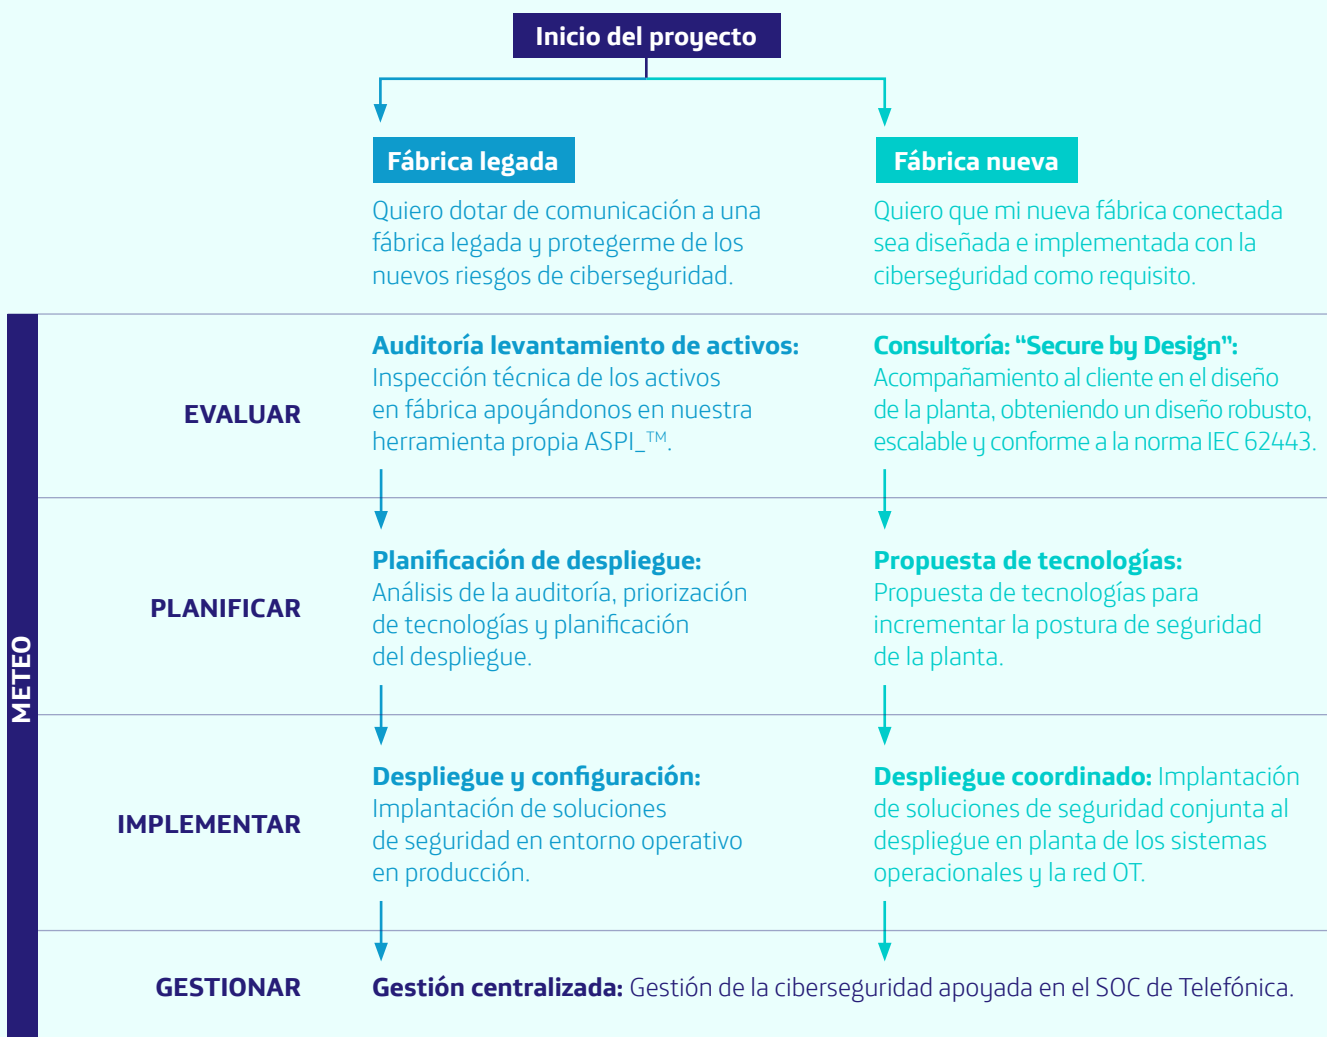 Inicio del proyecto
Fábrica legada
Quiero dotar de comunicación a una
fábrica legada y protegerme de los
nuevos riesgos de ciberseguridad.
Fábrica nueva
Quiero que mi nueva fábrica conectada
sea diseñada e implementada con la
ciberseguridad como requisito.
METEO
EVALUAR
Auditoría levantamiento de activos:
Inspección técnica de los activos
en fábrica apoyándonos en nuestra
herramienta propia ASPI_™.
Consultoría: “Secure by Design”:
Acompañamiento al cliente en el diseño
de la planta, obteniendo un diseño robusto,
escalable y conforme a la norma IEC 62443.
PLANIFICAR
Planificación de despliegue:
Análisis de la auditoría, priorización
de tecnologías y planificación
del despliegue.
Propuesta de tecnologías:
Propuesta de tecnologías para
incrementar la postura de seguridad
de la planta.
IMPLEMENTAR
Despliegue y configuración:
Implantación de soluciones
de seguridad en entorno operativo
en producción.
Despliegue coordinado: Implantación
de soluciones de seguridad conjunta al
despliegue en planta de los sistemas
operacionales y la red OT.
GESTIONAR
Gestión centralizada: Gestión de la ciberseguridad apoyada en el SOC de Telefónica.